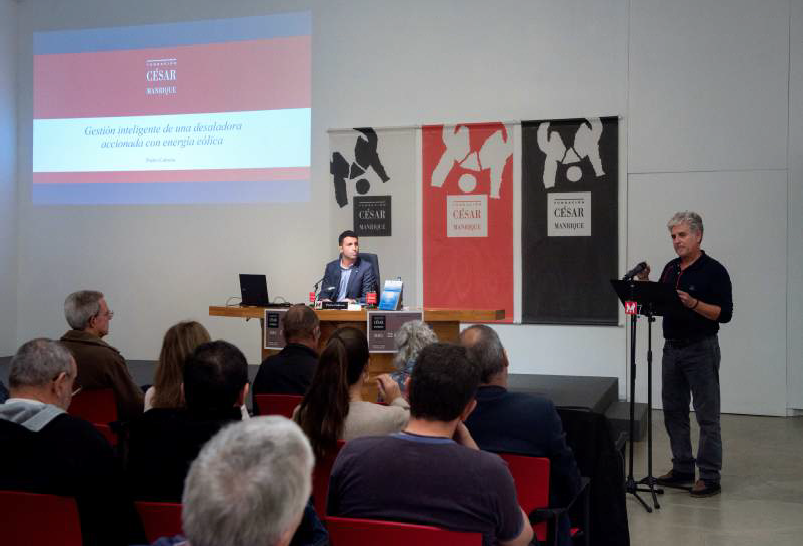 FUNDACIÓN
CÉSAR
MANRIQUE
Gestión inteligente de una desaladora
accionada con energía eólica
FUNDACIÓN
CÉSAR
MANRIQUE
FUNDACIÓN
CÉSAR
MANRIQUE
FUNDACIÓN
CÉSAR
MANRIQUE